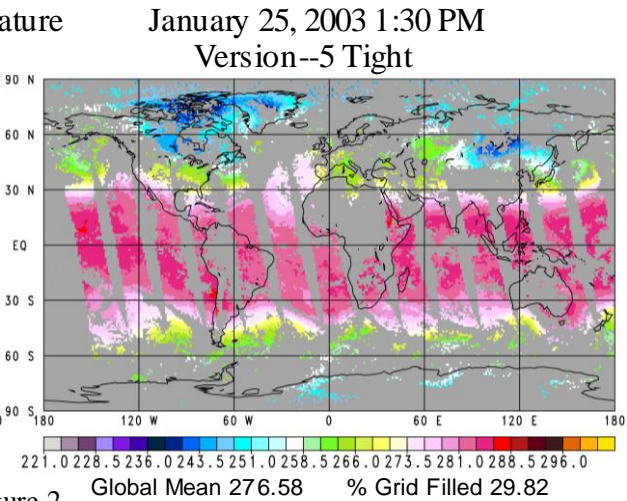 ature January 25, 2003 1:30 PM
Version--5 Tight
90 N
60 N
30 N
EQ
30 S
60 S
90 S
180 120 W 60 W 0 60 E 120 E 180
221.0 228.5 236.0 243.5 251.0 258.5 266.0 273.5 281.0 288.5 296.0
Global Mean 276.58 % Grid Filled 29.82
ure 2